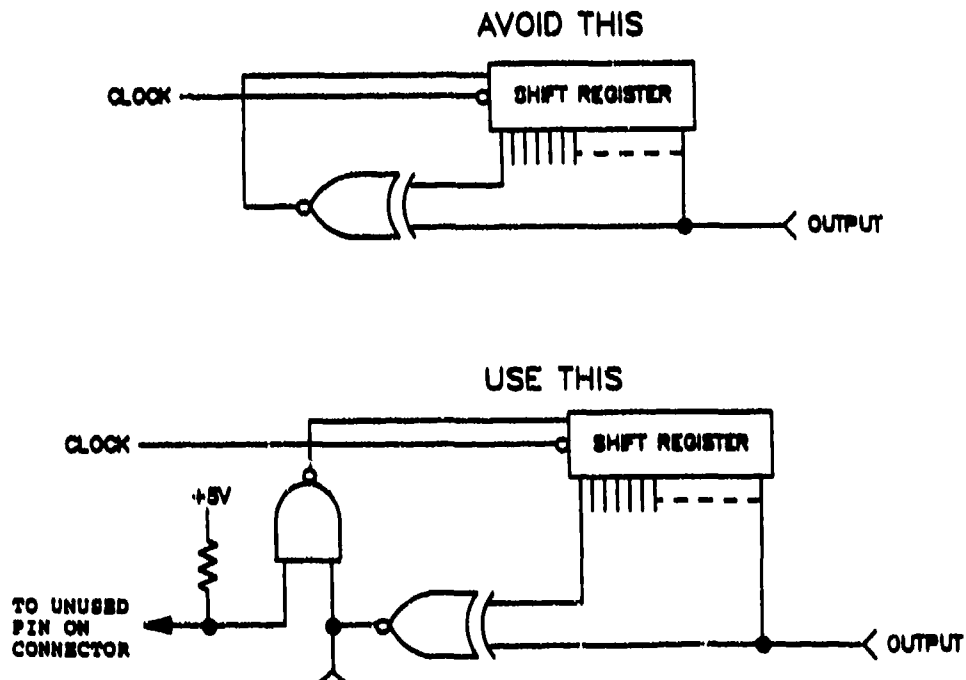 AVOID THIS
CLOCK
SHIFT REGISTER
OUTPUT
USE THIS
CLOCK
SHIFT REGISTER
+5V
TO UNUSED
PIN ON
CONNECTOR
OUTPUT